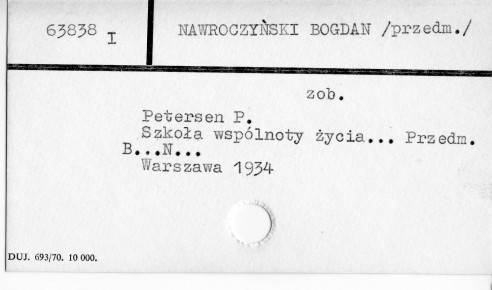 63838 I NAWROCZYŃSKI BOGDAN /przedm./
zob.
Petersen P.
Szkoła wspólnoty życia... Przedm.
B...N...
Warszawa 1934
DUJ. 693/70. 10 000.